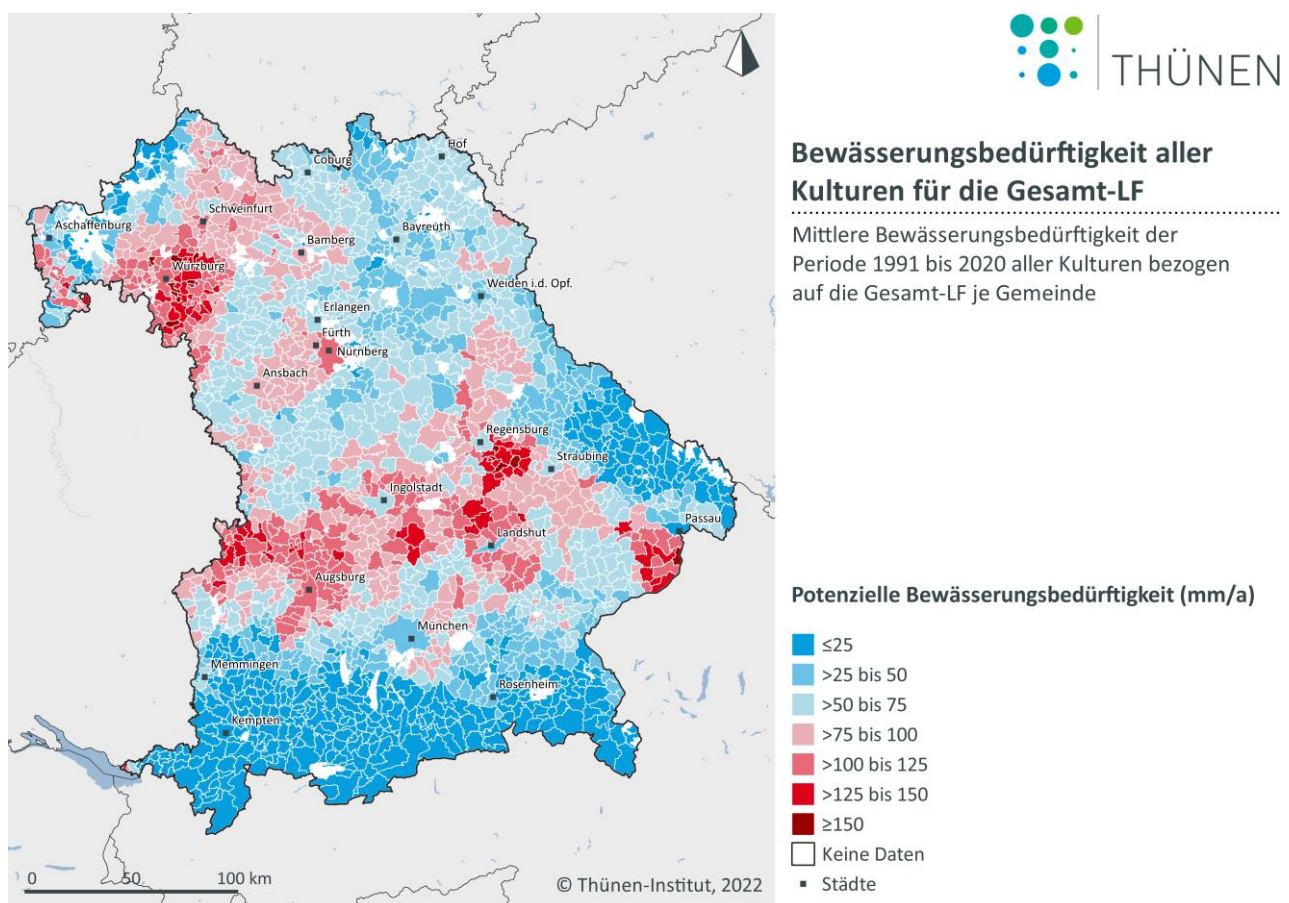 THÜNEN
Bewässerungsbedürftigkeit aller
Kulturen für die Gesamt-LF
Mittlere Bewässerungsbedürftigkeit der
Periode 1991 bis 2020 aller Kulturen bezogen
auf die Gesamt-LF je Gemeinde
Hof
Coburg
Schweinfurt
Aschaffenburg
Bamberg
Bayreuth
Würzburg
Weiden i.d. Opf.
Erlangen
Fürth
Nürnberg
Ansbach
Regensburg
Straubing
Ingolstadt
Passau
Landshut
Augsburg
München
Memmingen
Rosenheim
Kempten
0 50 100 km
© Thünen-Institut, 2022
Potenzielle Bewässerungsbedürftigkeit (mm/a)
≤25
>25 bis 50
>50 bis 75
>75 bis 100
>100 bis 125
>125 bis 150
≥150
Keine Daten
Städte